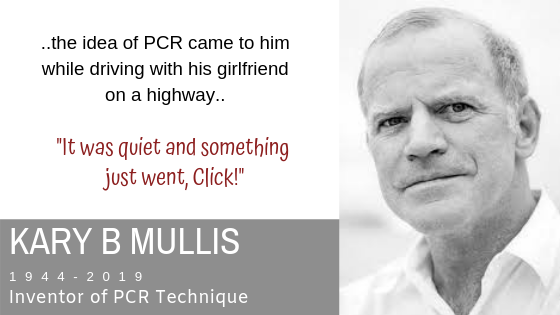 ..the idea of PCR came to him
while driving with his girlfriend
on a highway..
"It was quiet and something
just went, Click!"
KARY B MULLIS
1944-2019
Inventor of PCR Technique